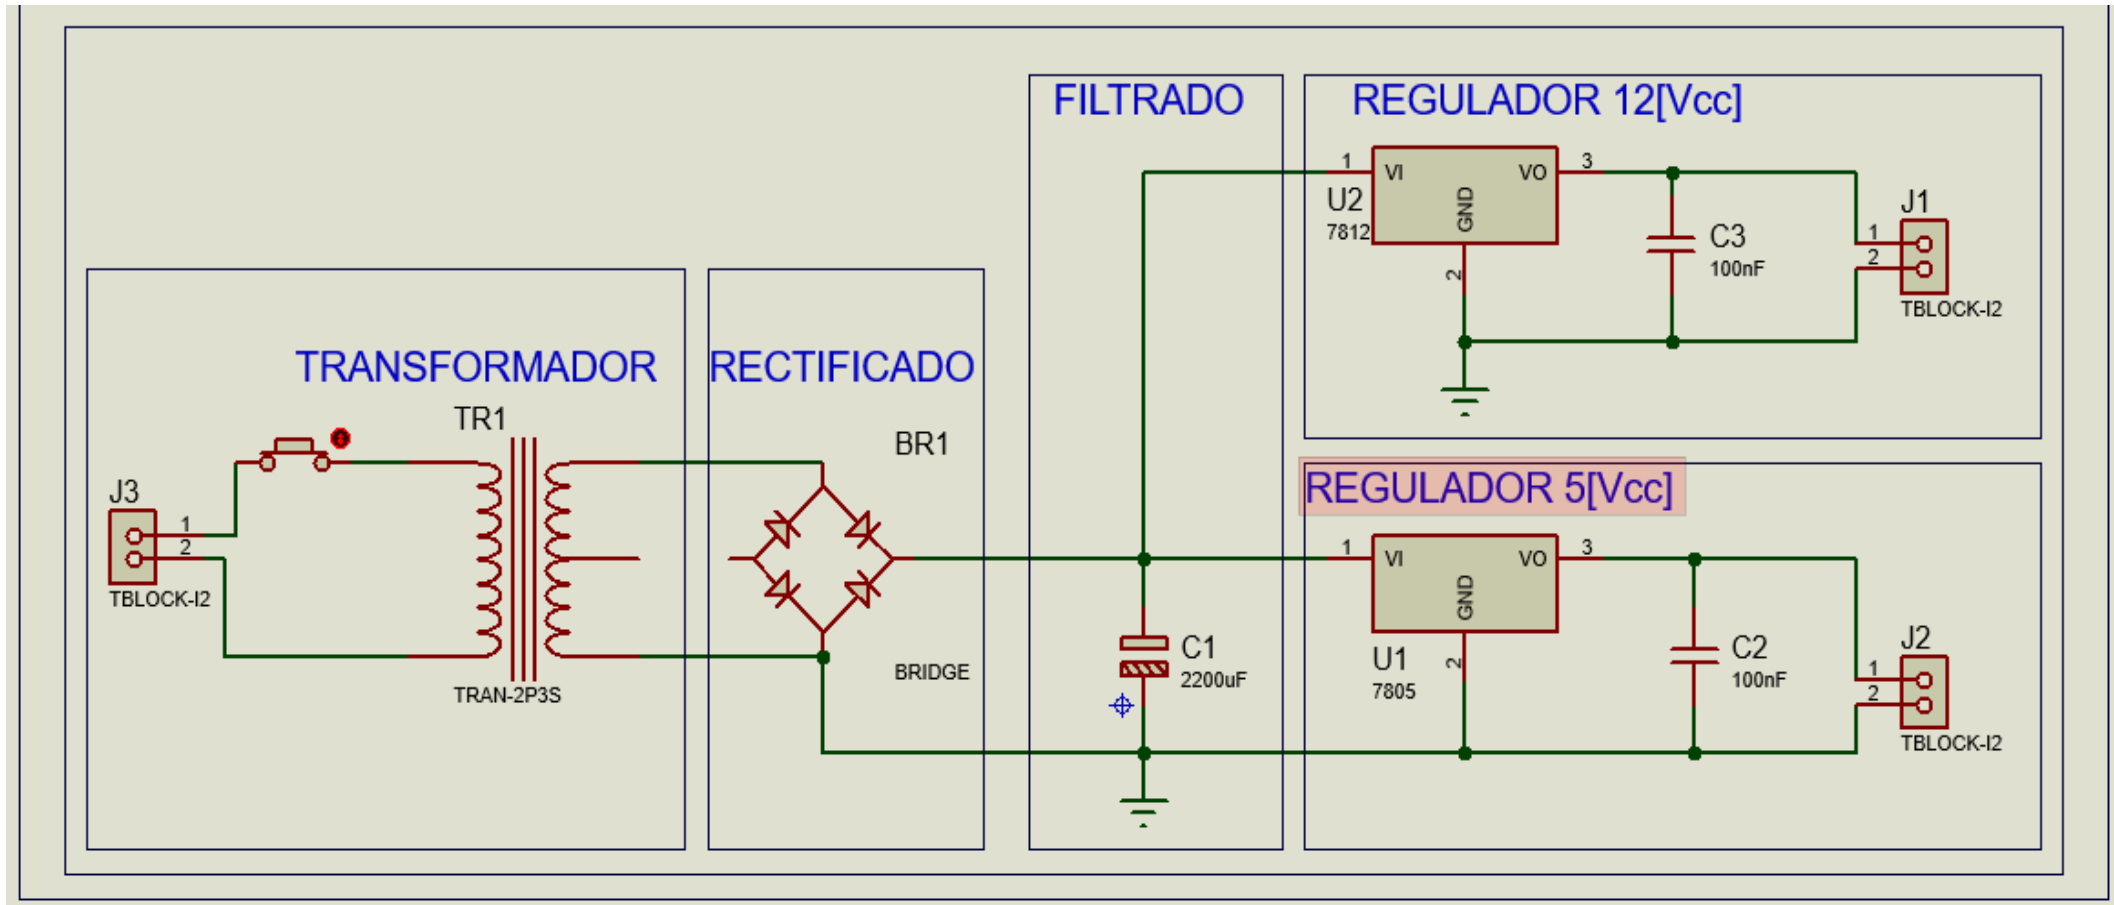 FILTRADO
REGULADOR 12[Vcc]
1
VI
VO
3
U2
7812
GND
2
C3
100nF
J1
1
2
TBLOCK-I2
TRANSFORMADOR
RECTIFICADO
TR1
BR1
J3
1
2
TBLOCK-I2
TRAN-2P3S
BRIDGE
C1
2200uF
REGULADOR 5[Vcc]
1
VI
VO
3
GND
2
U1
7805
C2
100nF
J2
1
2
TBLOCK-I2